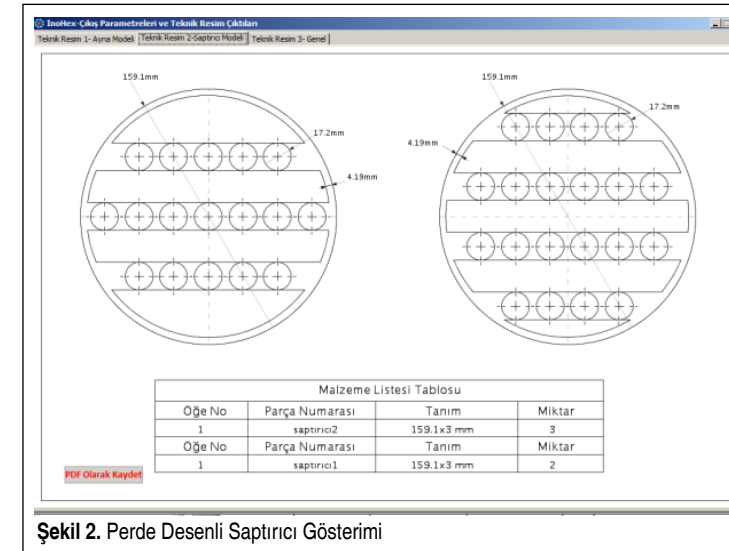 InoHex-Çıkış Parametreleri ve Teknik Resim Çıktıları
Teknik Resim 1- Ayna Modeli Teknik Resim 2-Saptırıcı Modeli Teknik Resim 3- Genel
159.1mm
17.2mm
4.19mm
159.1mm
17.2mm
4.19mm
Malzeme Listesi Tablosu
Öğe No Parça Numarası Tanım Miktar
1 saptırıcı2 159.1x3 mm 3
Öğe No Parça Numarası Tanım Miktar
1 saptırıcı1 159.1x3 mm 2
PDF Olarak Kaydet
Şekil 2. Perde Desenli Saptırıcı Gösterimi